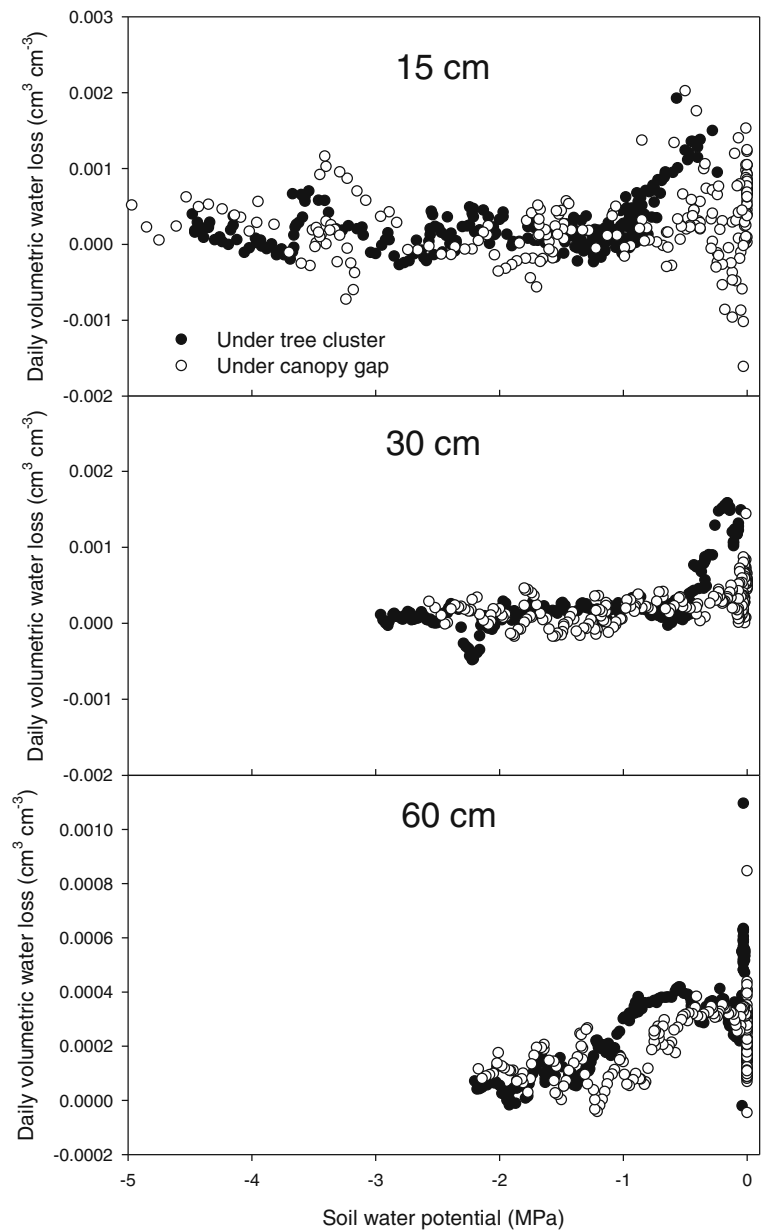 0.003
15 cm
0.002
0.001
0.000
-0.001
Under tree cluster
Under canopy gap
-0.002
Daily volumetric water loss (cm³ cm⁻³)
30 cm
0.002
0.001
0.000
-0.001
-0.002
Daily volumetric water loss (cm³ cm⁻³)
60 cm
0.0010
0.0008
0.0006
0.0004
0.0002
0.0000
-0.0002
Daily volumetric water loss (cm³ cm⁻³)
-5 -4 -3 -2 -1 0
Soil water potential (MPa)